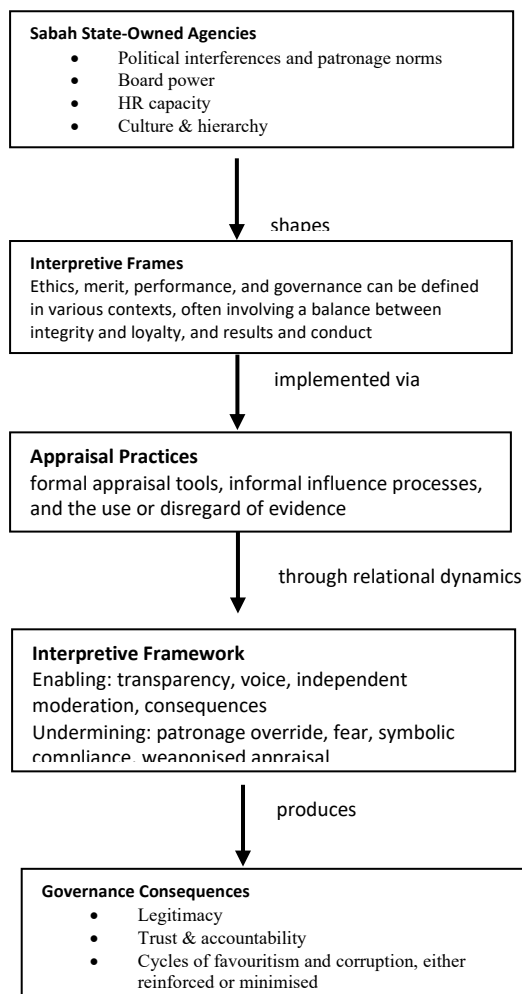 Sabah State-Owned Agencies
• Political interferences and patronage norms
• Board power
• HR capacity
• Culture & hierarchy
shapes
Interpretive Frames
Ethics, merit, performance, and governance can be defined
in various contexts, often involving a balance between
integrity and loyalty, and results and conduct
implemented via
Appraisal Practices
formal appraisal tools, informal influence processes,
and the use or disregard of evidence
through relational dynamics
Interpretive Framework
Enabling: transparency, voice, independent
moderation, consequences
Undermining: patronage override, fear, symbolic
compliance, weaponised appraisal
produces
Governance Consequences
• Legitimacy
• Trust & accountability
• Cycles of favouritism and corruption, either
reinforced or minimised